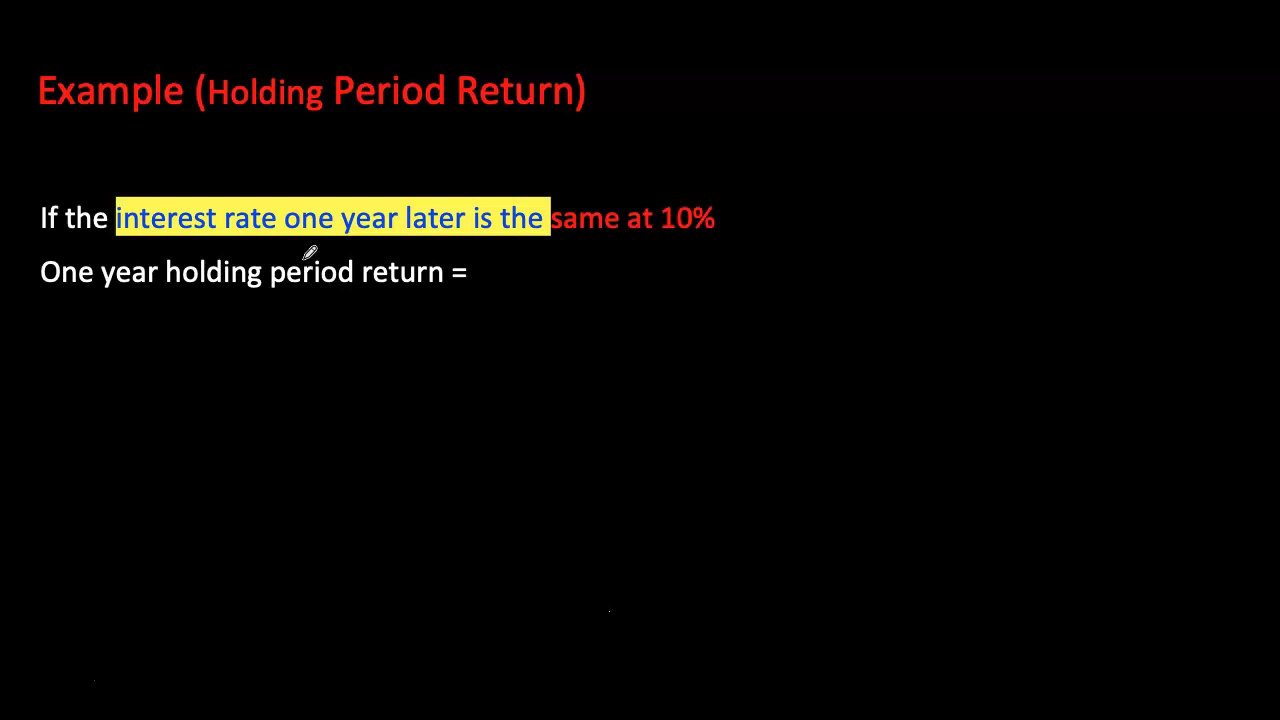 Example (Holding Period Return)
If the interest rate one year later is the same at 10%
One year holding period return =